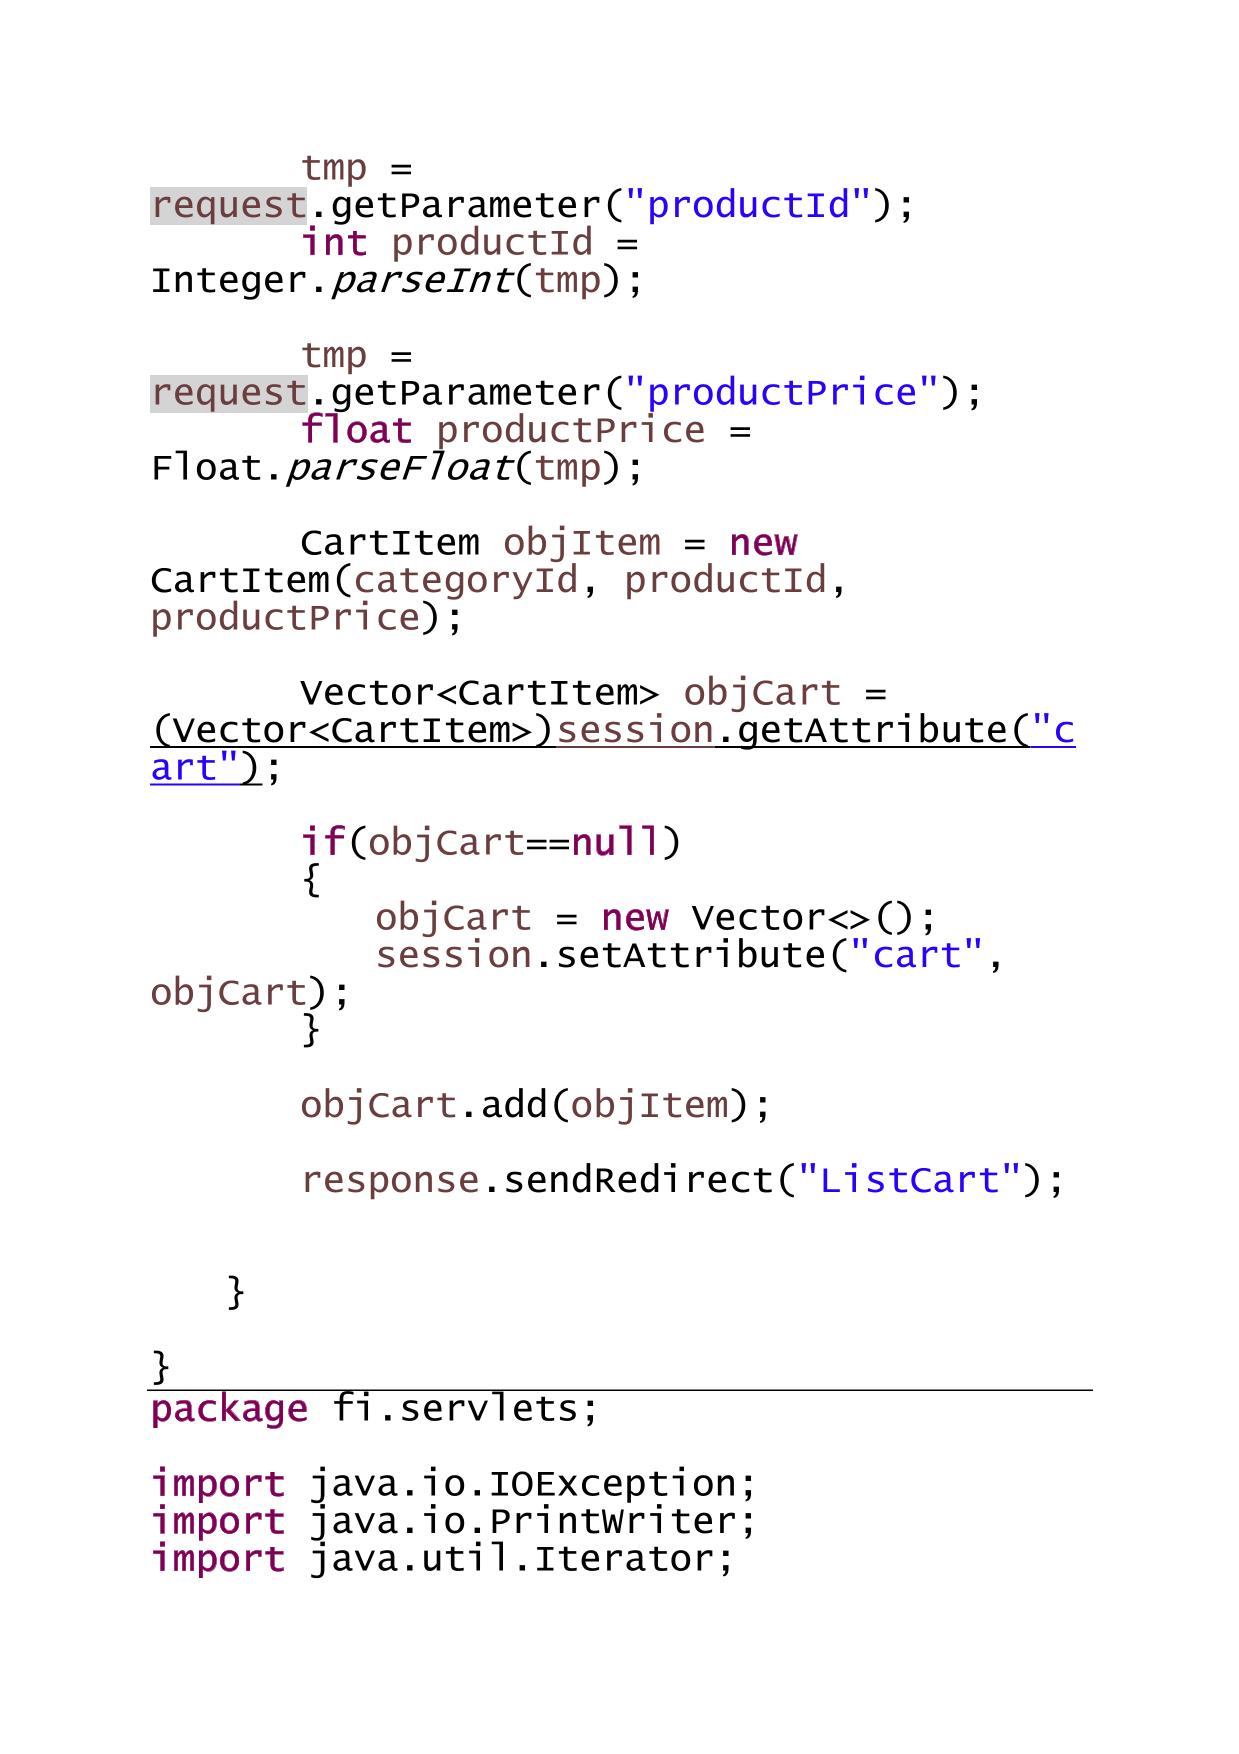 tmp =
request.getParameter("productId");
int productId =
Integer.parseInt(tmp);
tmp =
request.getParameter("productPrice");
float productPrice =
Float.parseFloat(tmp);
CartItem objItem = new
CartItem(categoryId, productId,
productPrice);
Vector<CartItem> objCart =
(Vector<CartItem>)session.getAttribute("c
art");
if(objCart==null)
{
objCart = new Vector<>();
session.setAttribute("cart",
objCart);
}
objCart.add(objItem);
response.sendRedirect("ListCart");
}
}
package fi.servlets;
import java.io.IOException;
import java.io.PrintWriter;
import java.util.Iterator;